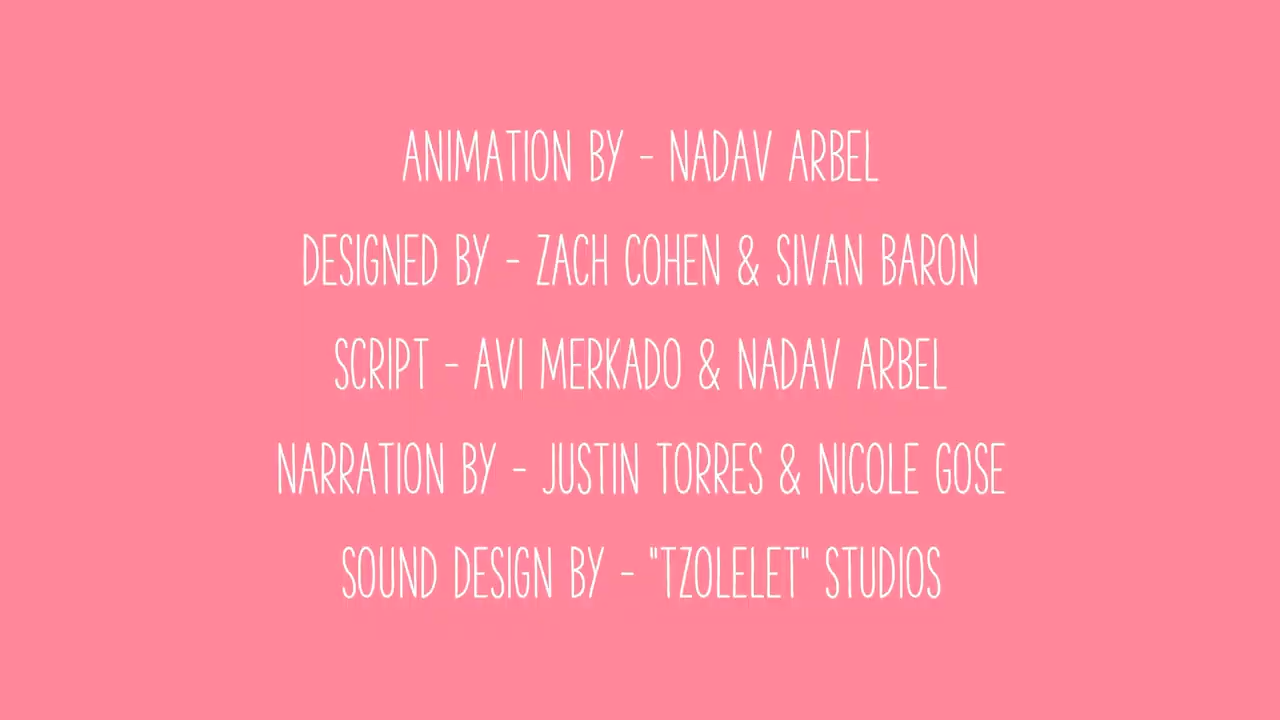 ANIMATION BY - NADAV ARBEL
DESIGNED BY - ZACH COHEN & SIVAN BARON
SCRIPT - AVI MERKADO & NADAV ARBEL
NARRATION BY - JUSTIN TORRES & NICOLE GOSE
SOUND DESIGN BY - "TZOLELET" STUDIOS